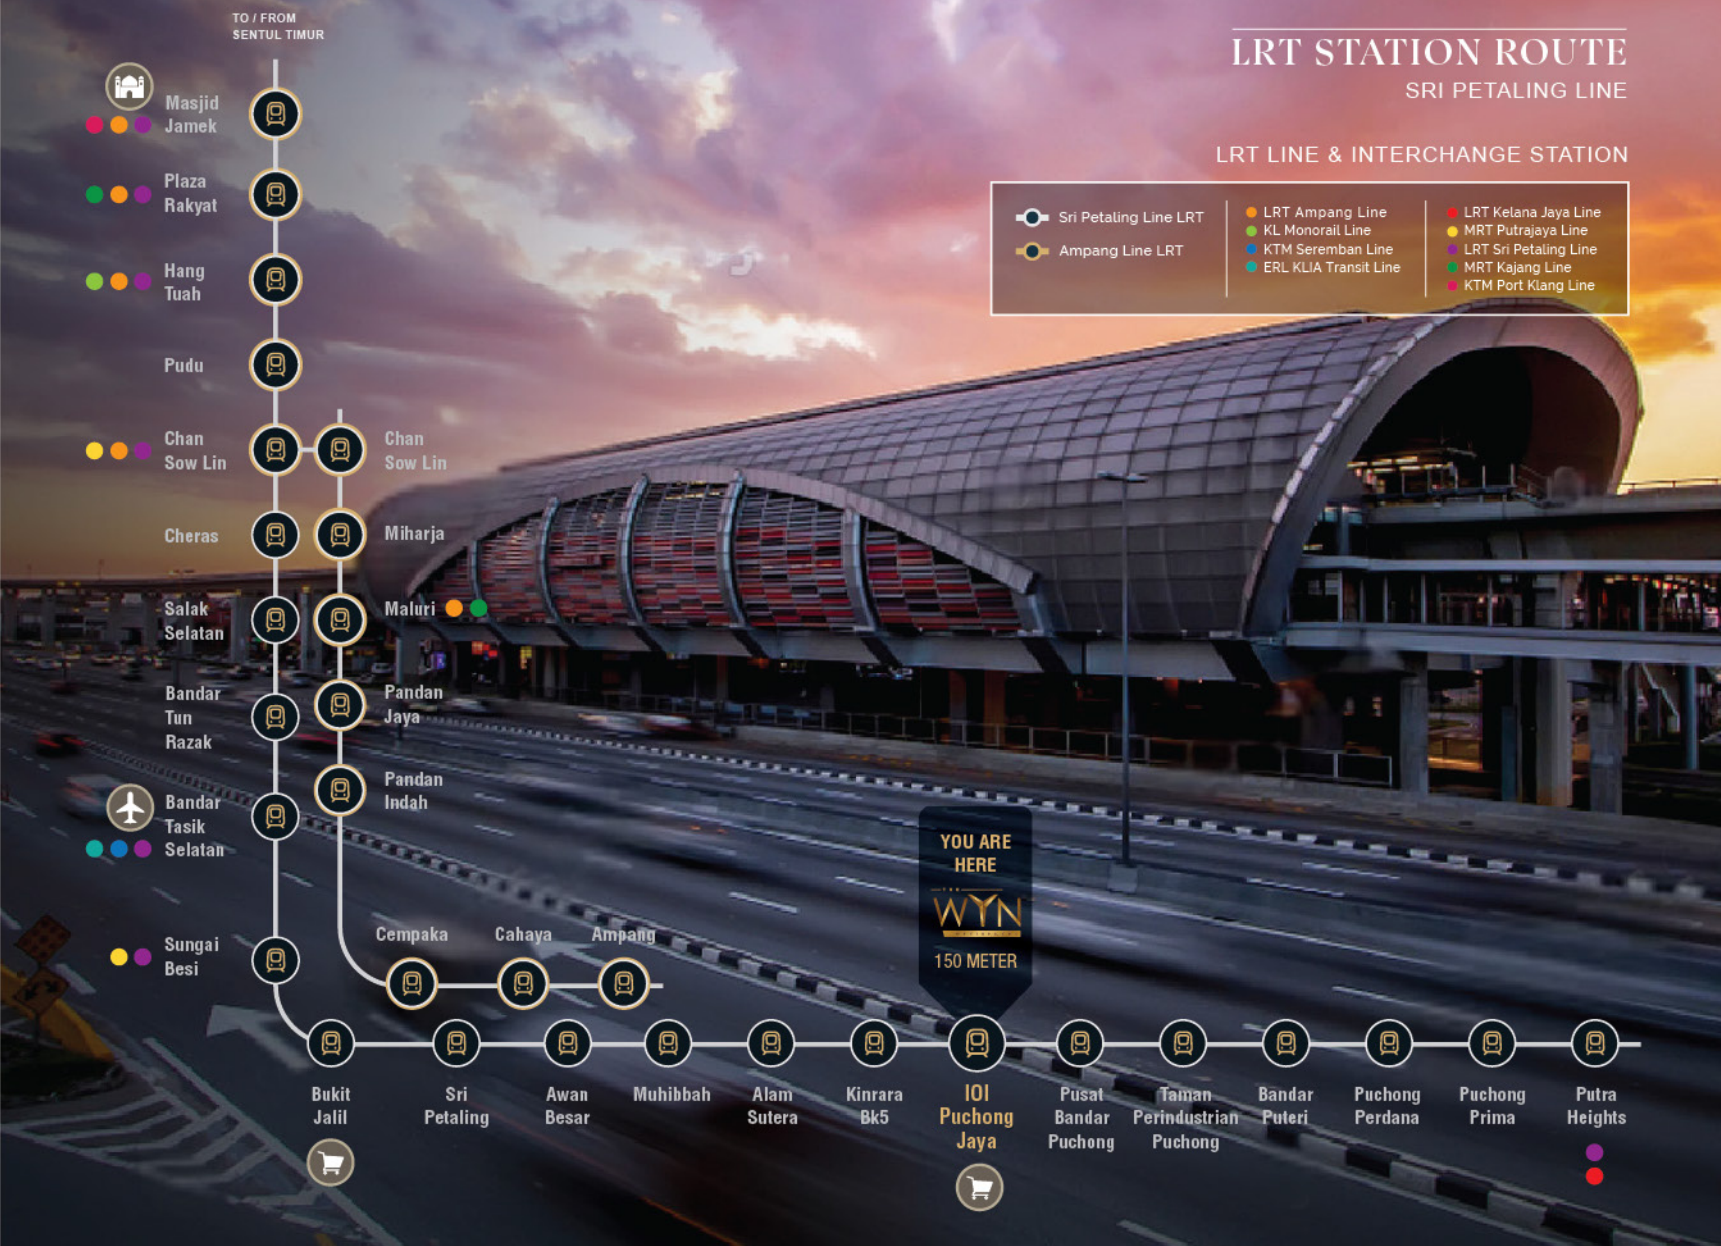 TO / FROM
SENTUL TIMUR
LRT STATION ROUTE
SRI PETALING LINE
LRT LINE & INTERCHANGE STATION
Sri Petaling Line LRT
Ampang Line LRT
LRT Ampang Line
KL Monorail Line
KTM Seremban Line
ERL KLIA Transit Line
LRT Kelana Jaya Line
MRT Putrajaya Line
LRT Sri Petaling Line
MRT Kajang Line
KTM Port Klang Line
Masjid
Jamek
Plaza
Rakyat
Hang
Tuah
Pudu
Chan
Sow Lin
Chan
Sow Lin
Cheras
Miharja
Salak
Selatan
Maluri
Bandar
Tun
Razak
Pandan
Jaya
Pandan
Indah
Bandar
Tasik
Selatan
Sungai
Besi
Cempaka
Cahaya
Ampang
YOU ARE
HERE
THE
WYN
150 METER
Bukit
Jalil
Sri
Petaling
Awan
Besar
Muhibbah
Alam
Sutera
Kinrara
Bk5
IOI
Puchong
Jaya
Pusat
Bandar
Puchong
Taman
Perindustrian
Puchong
Bandar
Puteri
Puchong
Perdana
Puchong
Prima
Putra
Heights